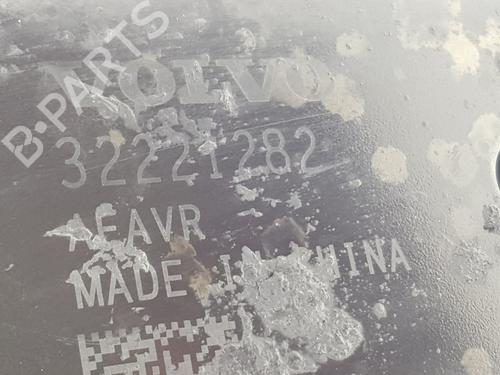 VOLVO
32221282
AEAVR
MADE IN CHINA
B-PARTS